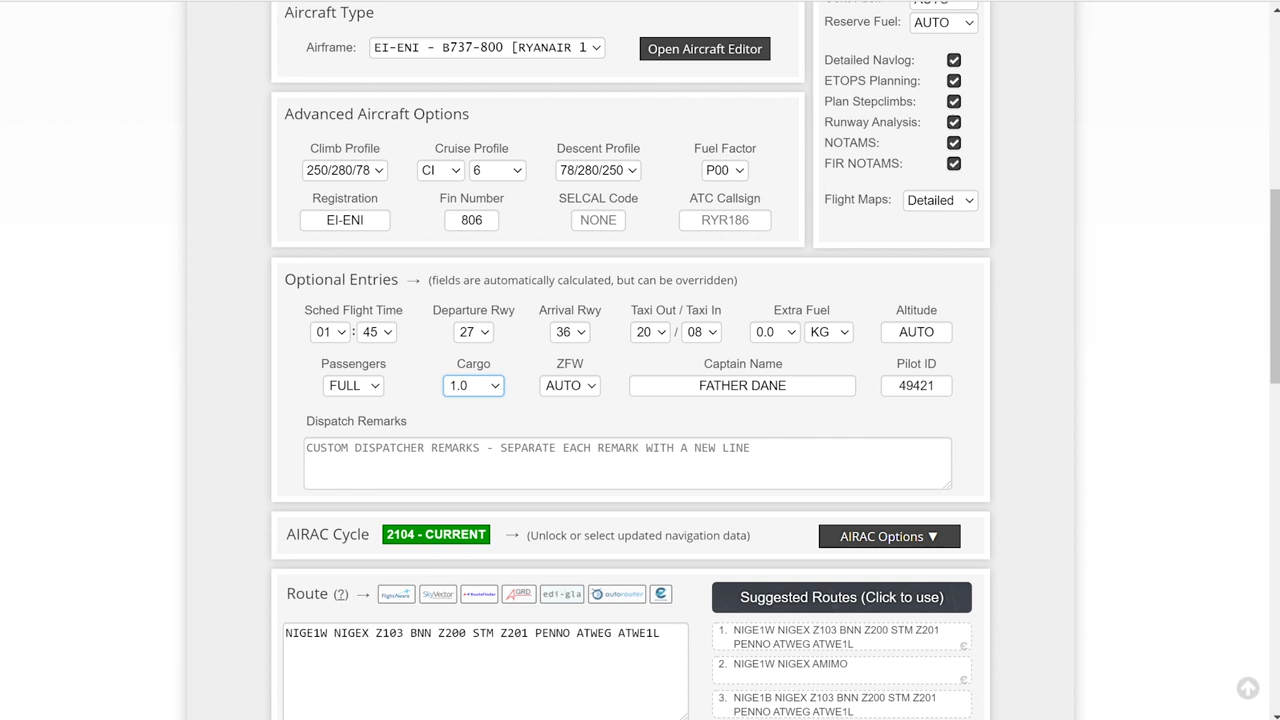 Aircraft Type
Airframe: EI-ENI - B737-800 [RYANAIR 1
Open Aircraft Editor
Advanced Aircraft Options
Climb Profile Cruise Profile Descent Profile Fuel Factor
250/280/78 CI 6 78/280/250 P00
Registration Fin Number SELCAL Code ATC Callsign
EI-ENI 806 NONE RYR186
Reserve Fuel: AUTO
Detailed Navlog:
ETOPS Planning:
Plan Stepclimbs:
Runway Analysis:
NOTAMS:
FIR NOTAMS:
Flight Maps: Detailed
Optional Entries → (fields are automatically calculated, but can be overridden)
Sched Flight Time Departure Rwy Arrival Rwy Taxi Out / Taxi In Extra Fuel Altitude
01 : 45 27 36 20 / 08 0.0 KG AUTO
Passengers Cargo ZFW Captain Name Pilot ID
FULL 1.0 AUTO FATHER DANE 49421
Dispatch Remarks
CUSTOM DISPATCHER REMARKS - SEPARATE EACH REMARK WITH A NEW LINE
AIRAC Cycle 2104 - CURRENT → (Unlock or select updated navigation data) AIRAC Options ▼
Route (?) → FlightAware SkyVector RouteFinder GRD edi-gla autorouter
NIGE1W NIGEX Z103 BNN Z200 STM Z201 PENNO ATWEG ATWE1L
Suggested Routes (Click to use)
1. NIGE1W NIGEX Z103 BNN Z200 STM Z201
PENNO ATWEG ATWE1L
2. NIGE1W NIGEX AMIMO
3. NIGE1B NIGEX Z103 BNN Z200 STM Z201
PENNO ATWEG ATWE1L